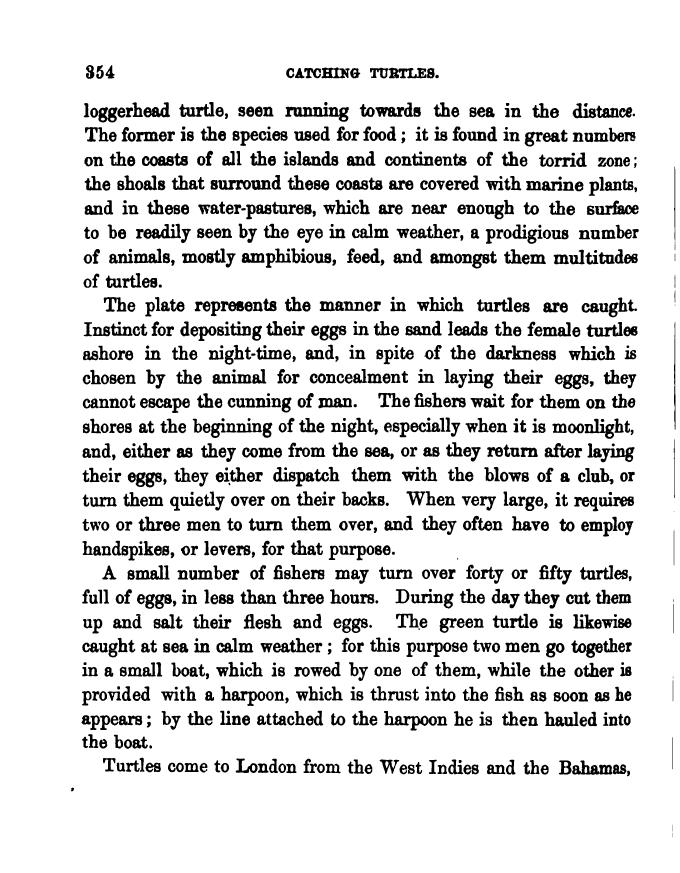 354 CATCHING TURTLES.
loggerhead turtle, seen running towards the sea in the distance.
The former is the species used for food; it is found in great numbers
on the coasts of all the islands and continents of the torrid zone;
the shoals that surround these coasts are covered with marine plants,
and in these water-pastures, which are near enough to the surface
to be readily seen by the eye in calm weather, a prodigious number
of animals, mostly amphibious, feed, and amongst them multitudes
of turtles.
The plate represents the manner in which turtles are caught.
Instinct for depositing their eggs in the sand leads the female turtles
ashore in the night-time, and, in spite of the darkness which is
chosen by the animal for concealment in laying their eggs, they
cannot escape the cunning of man. The fishers wait for them on the
shores at the beginning of the night, especially when it is moonlight,
and, either as they come from the sea, or as they return after laying
their eggs, they either dispatch them with the blows of a club, or
turn them quietly over on their backs. When very large, it requires
two or three men to turn them over, and they often have to employ
handspikes, or levers, for that purpose.
A small number of fishers may turn over forty or fifty turtles,
full of eggs, in less than three hours. During the day they cut them
up and salt their flesh and eggs. The green turtle is likewise
caught at sea in calm weather; for this purpose two men go together
in a small boat, which is rowed by one of them, while the other is
provided with a harpoon, which is thrust into the fish as soon as he
appears; by the line attached to the harpoon he is then hauled into
the boat.
Turtles come to London from the West Indies and the Bahamas,